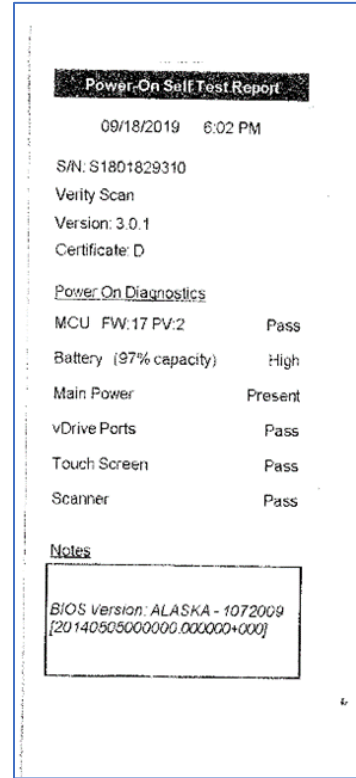 Power-On Self Test Report
09/18/2019 6:02 PM
S/N: S1801829310
Verity Scan
Version: 3.0.1
Certificate: D
Power On Diagnostics
MCU FW:17 PV:2 Pass
Battery (97% capacity) High
Main Power Present
vDrive Ports Pass
Touch Screen Pass
Scanner Pass
Notes
BIOS Version: ALASKA - 1072009
[20140505000000.000000+000]